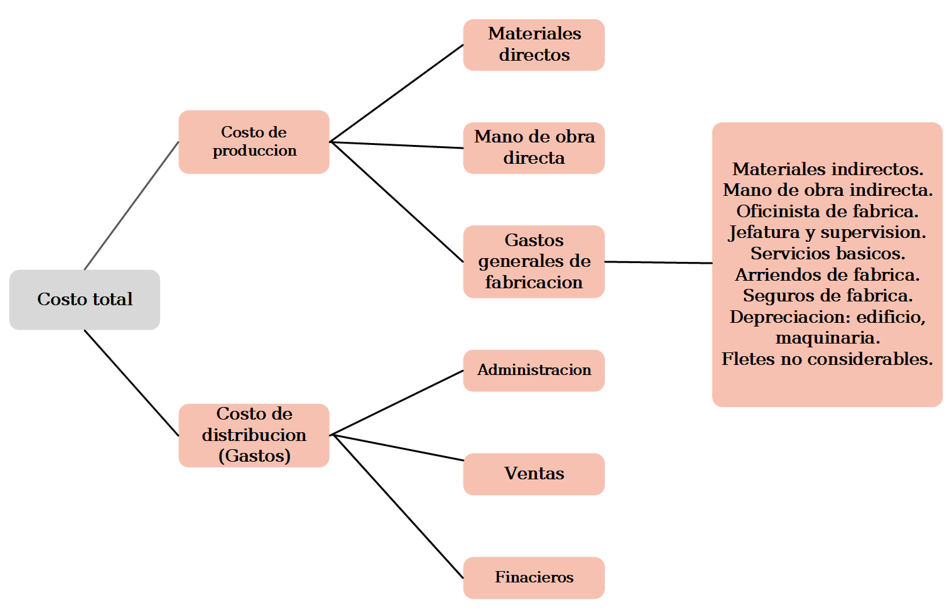 Materiales
directos
Costo de
produccion
Mano de obra
directa
Gastos
generales de
fabricacion
Materiales indirectos.
Mano de obra indirecta.
Oficinista de fabrica.
Jefatura y supervision.
Servicios basicos.
Arriendos de fabrica.
Seguros de fabrica.
Depreciacion: edificio,
maquinaria.
Fletes no considerables.
Costo total
Costo de
distribucion
(Gastos)
Administracion
Ventas
Finacieros